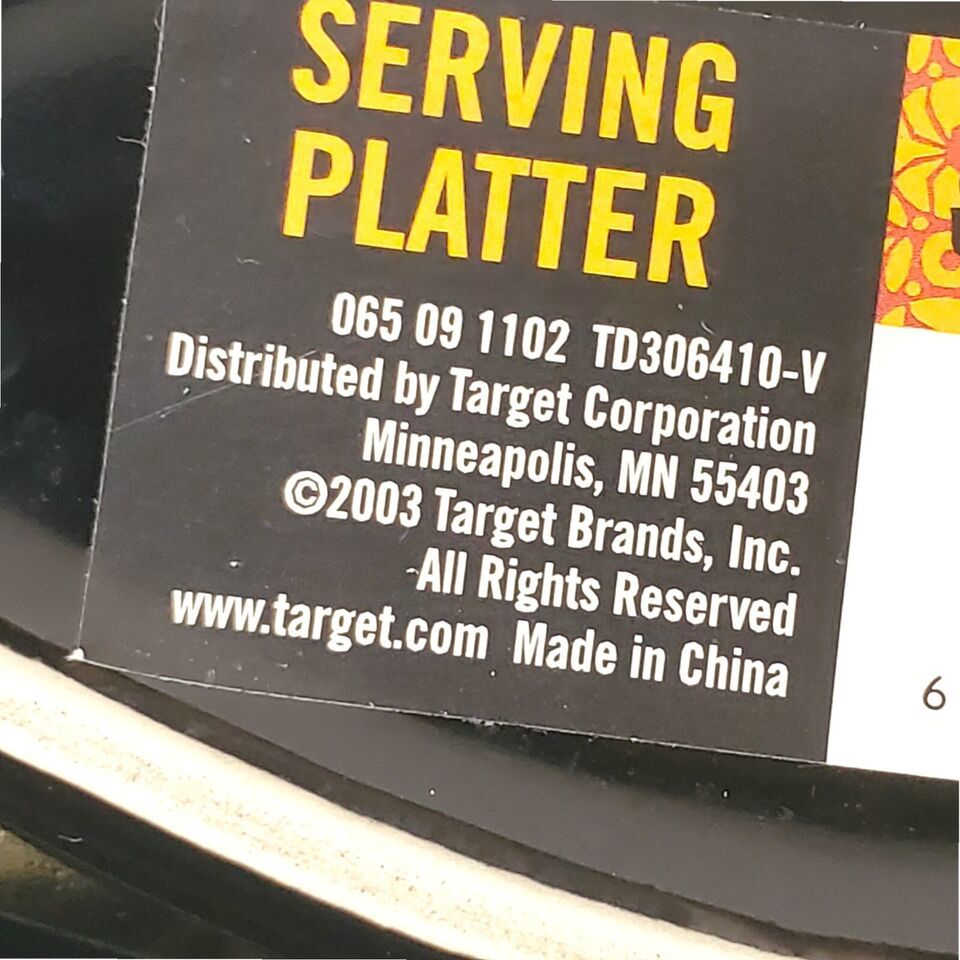 SERVING
PLATTER
065 09 1102 TD306410-V
Distributed by Target Corporation
Minneapolis, MN 55403
©2003 Target Brands, Inc.
All Rights Reserved
www.target.com Made in China
6